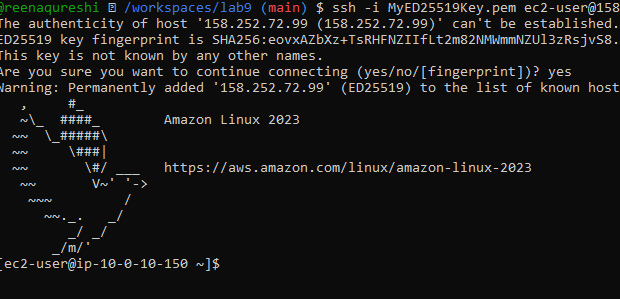 @reenaqureshi /workspaces/lab9 (main) $ ssh -i MyED25519Key.pem ec2-user@158
The authenticity of host '158.252.72.99 (158.252.72.99)' can't be established.
ED25519 key fingerprint is SHA256:eovxAZbXz+TsRHFNZIIfLt2m82NMWmmNZUl3zRsjvS8.
This key is not known by any other names.
Are you sure you want to continue connecting (yes/no/[fingerprint])? yes
Warning: Permanently added '158.252.72.99' (ED25519) to the list of known host
   ,     #_
   ~\_  ####_        Amazon Linux 2023
  ~~  \_#####\
  ~~     \###|
  ~~       \#/ ___   https://aws.amazon.com/linux/amazon-linux-2023
   ~~       V~' '->
    ~~~         /
      ~~._.   _/
         _/ _/
       _/m/'
[ec2-user@ip-10-0-10-150 ~]$